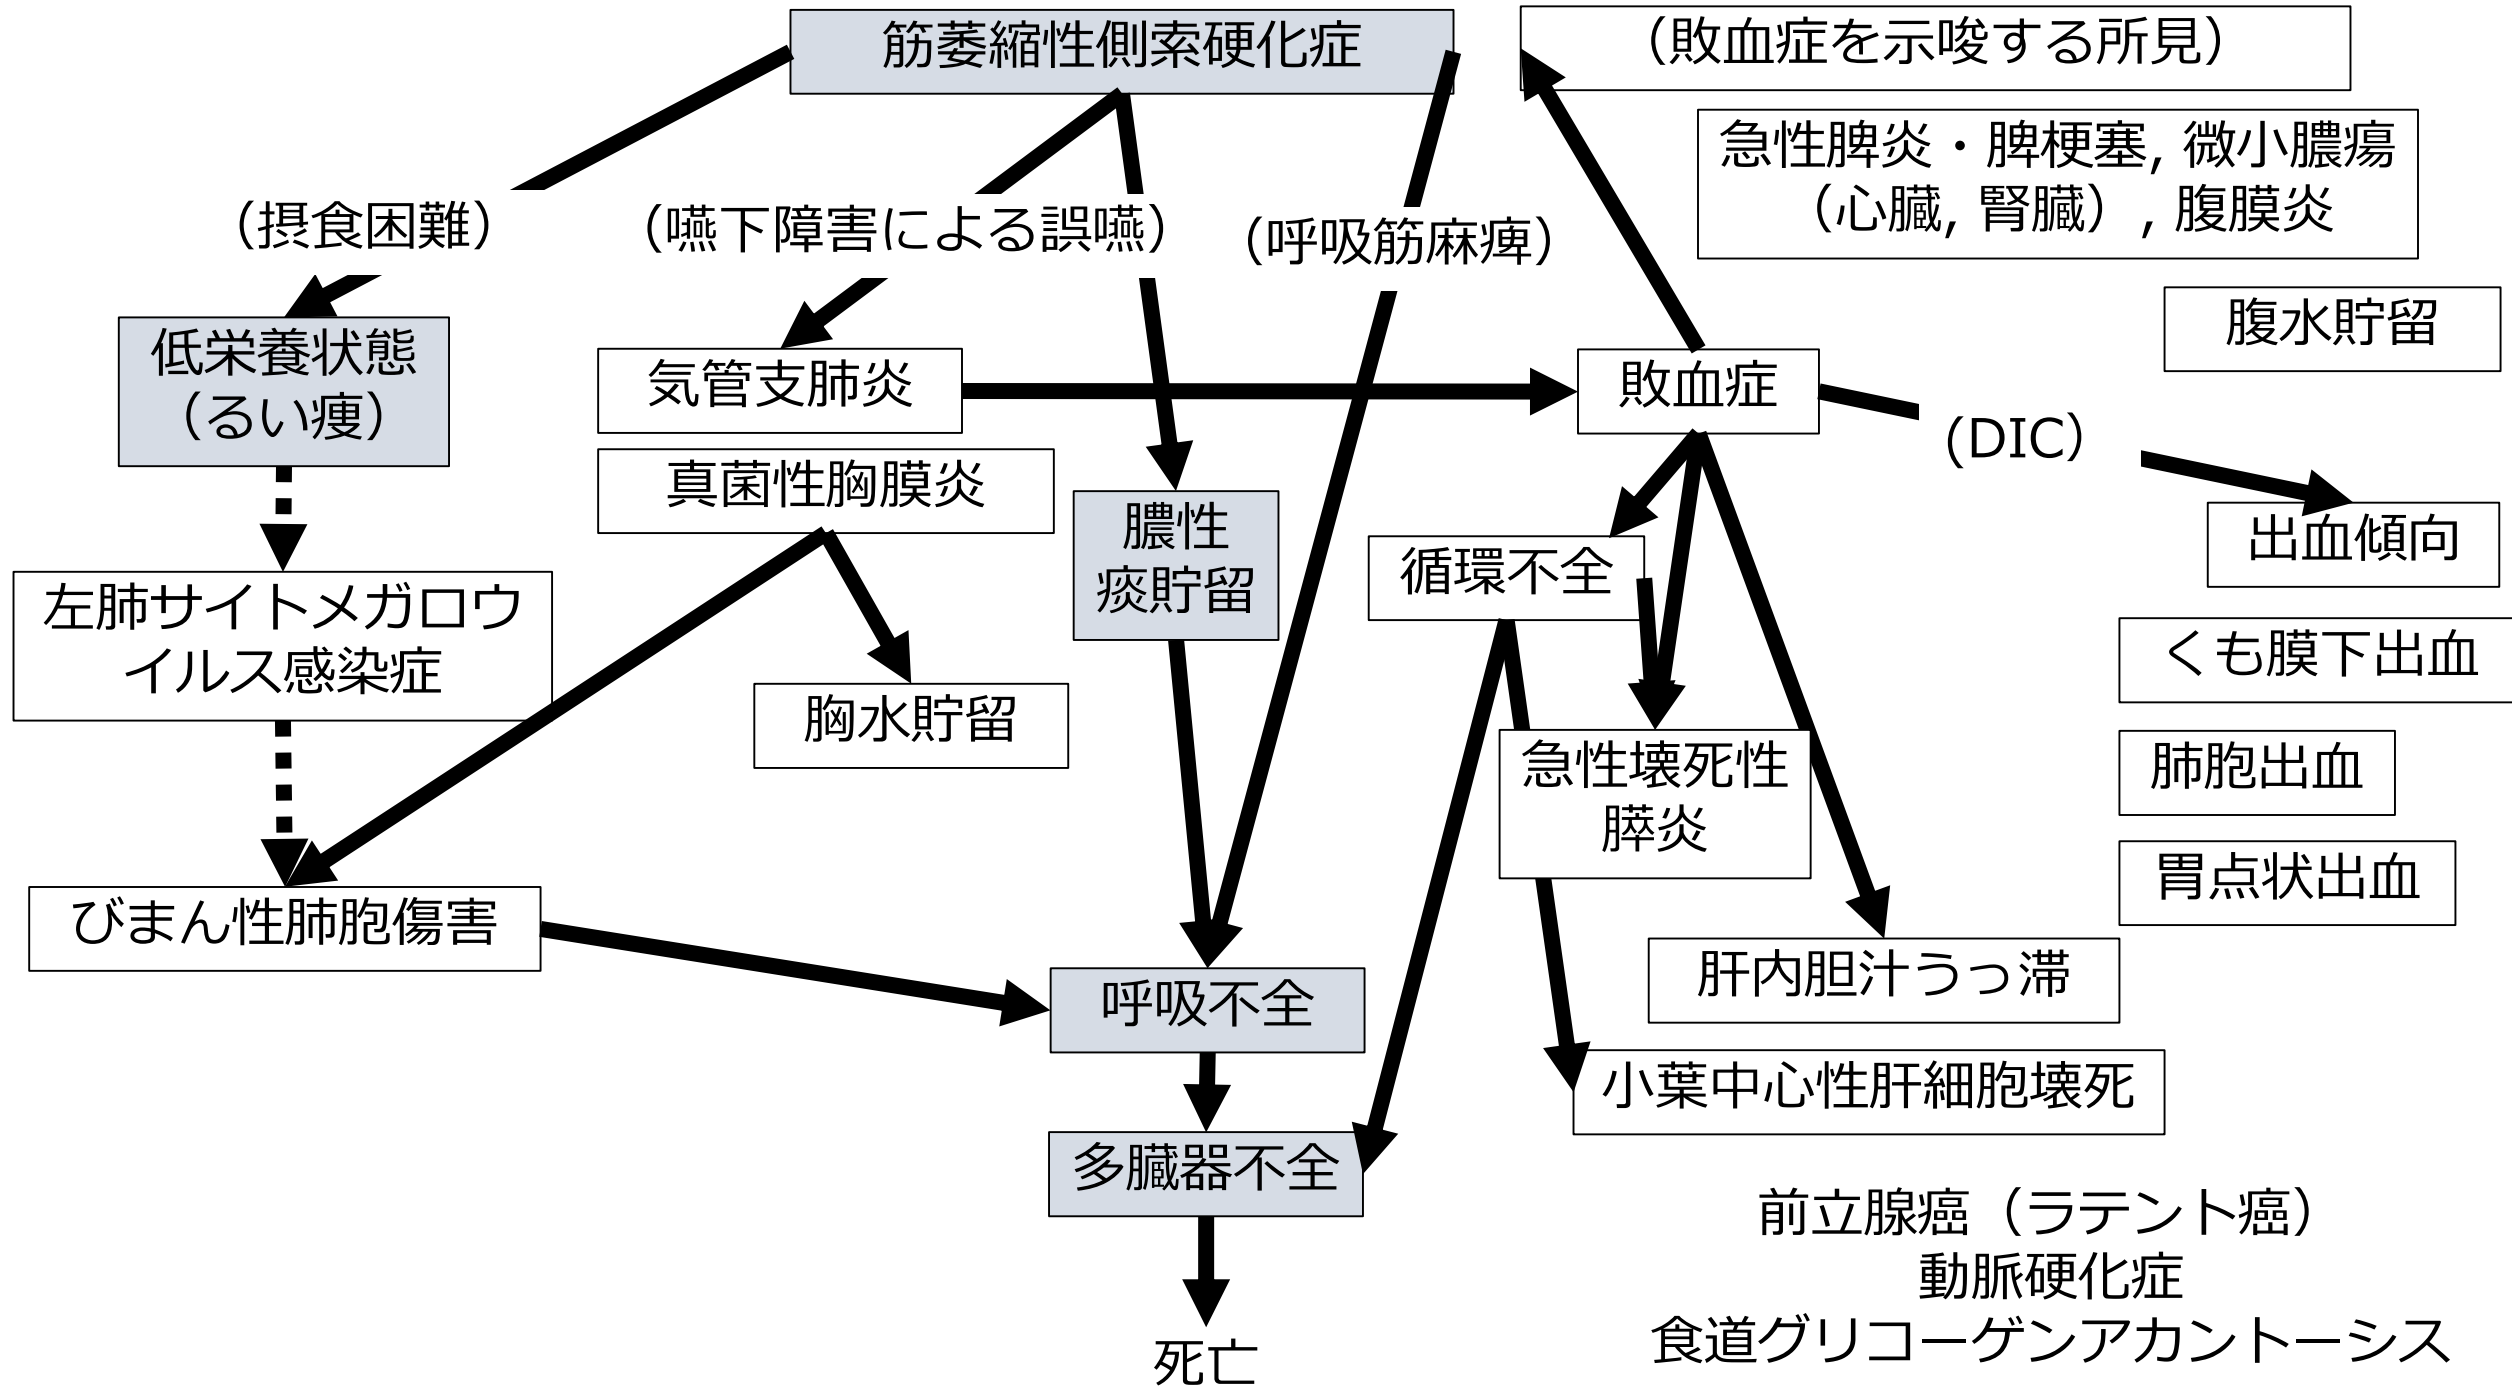 筋萎縮性側索硬化症
（敗血症を示唆する所見）
急性腸炎・腸梗塞, 微小膿瘍
（心臓, 腎臓）, 腹膜炎
（摂食困難）
（嚥下障害による誤嚥）
（呼吸筋麻痺）
腹水貯留
低栄養状態
（るい痩）
気管支肺炎
敗血症
（DIC）
真菌性胸膜炎
膿性
痰貯留
出血傾向
循環不全
左肺サイトメガロウ
イルス感染症
くも膜下出血
胸水貯留
急性壊死性
膵炎
肺胞出血
胃点状出血
びまん性肺胞傷害
肝内胆汁うっ滞
呼吸不全
小葉中心性肝細胞壊死
多臓器不全
前立腺癌（ラテント癌）
動脈硬化症
食道グリコーゲンアカントーシス
死亡